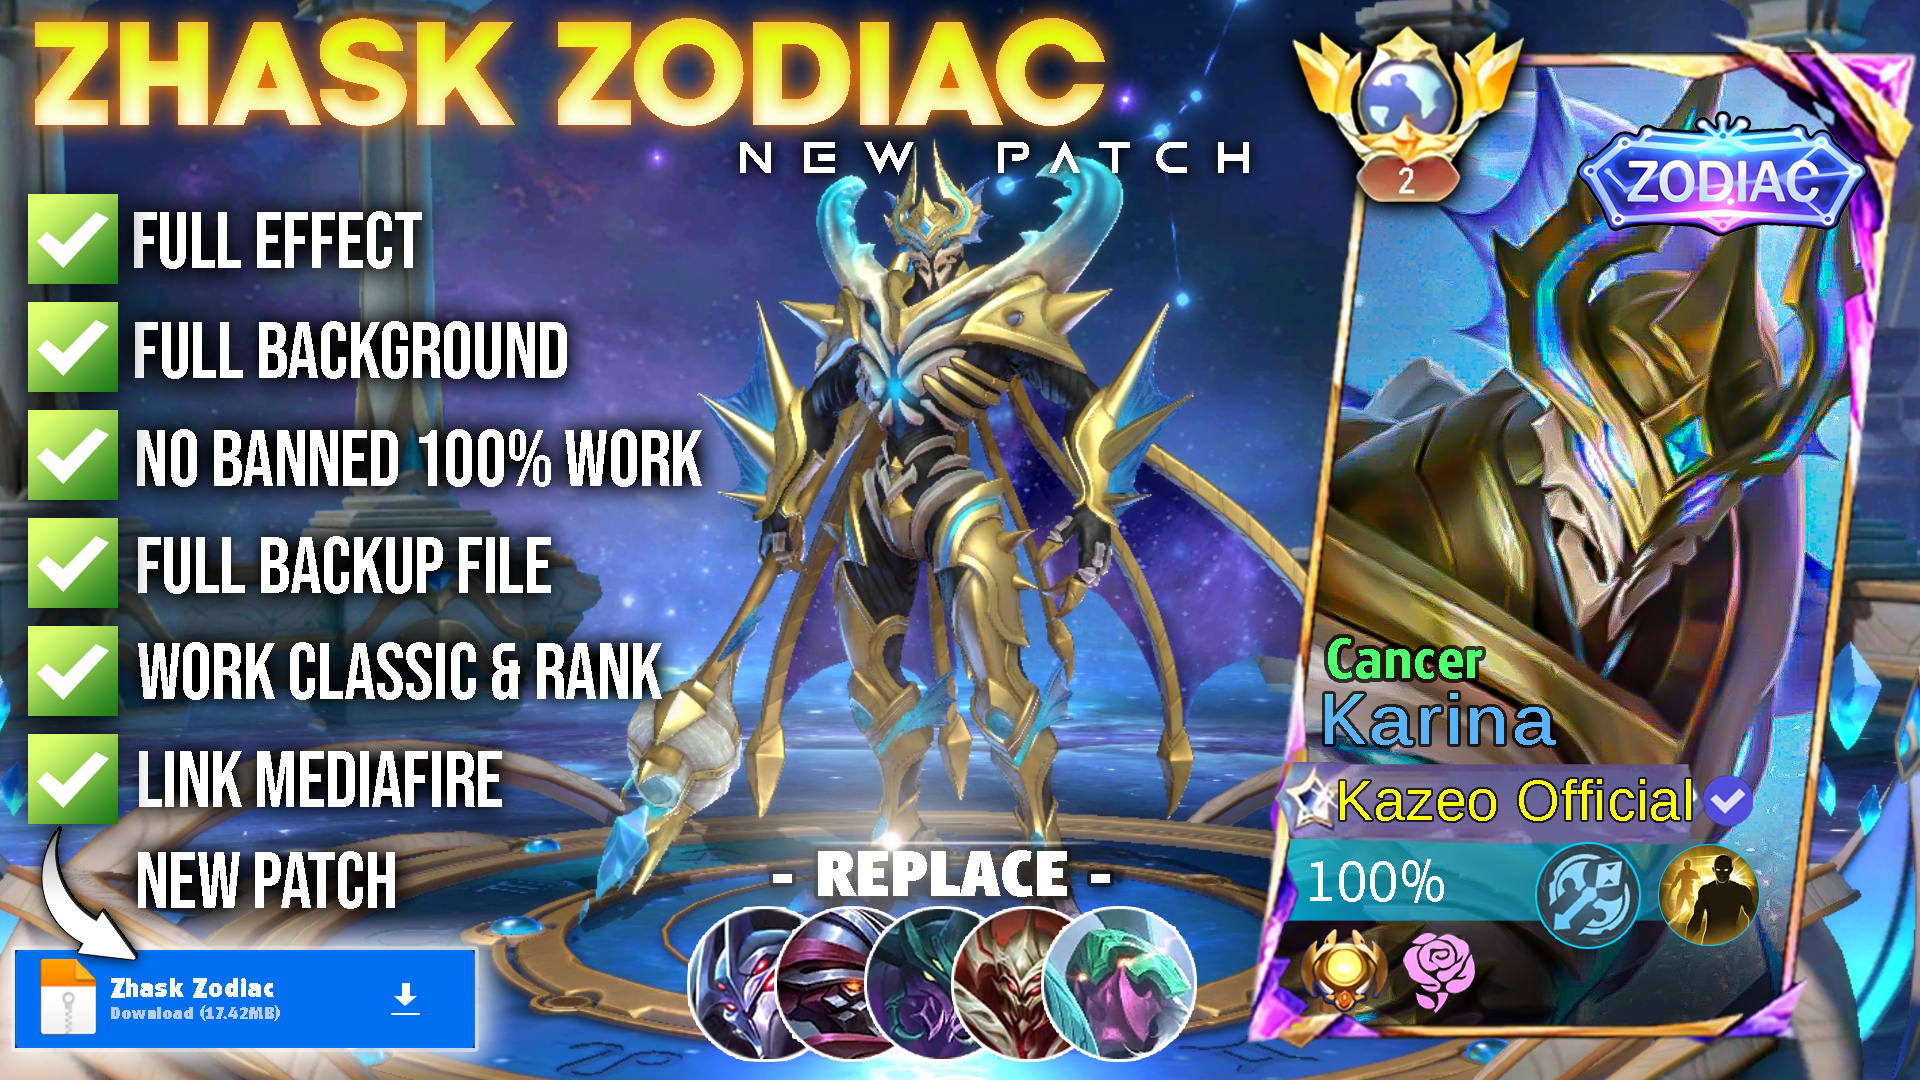 ZHASK ZODIAC
NEW PATCH
FULL EFFECT
FULL BACKGROUND
NO BANNED 100% WORK
FULL BACKUP FILE
WORK CLASSIC & RANK
LINK MEDIAFIRE
NEW PATCH
Zhask Zodiac
Download (17.42MB)
- REPLACE -
2
ZODIAC
Cancer
Karina
Kazeo Official
100%